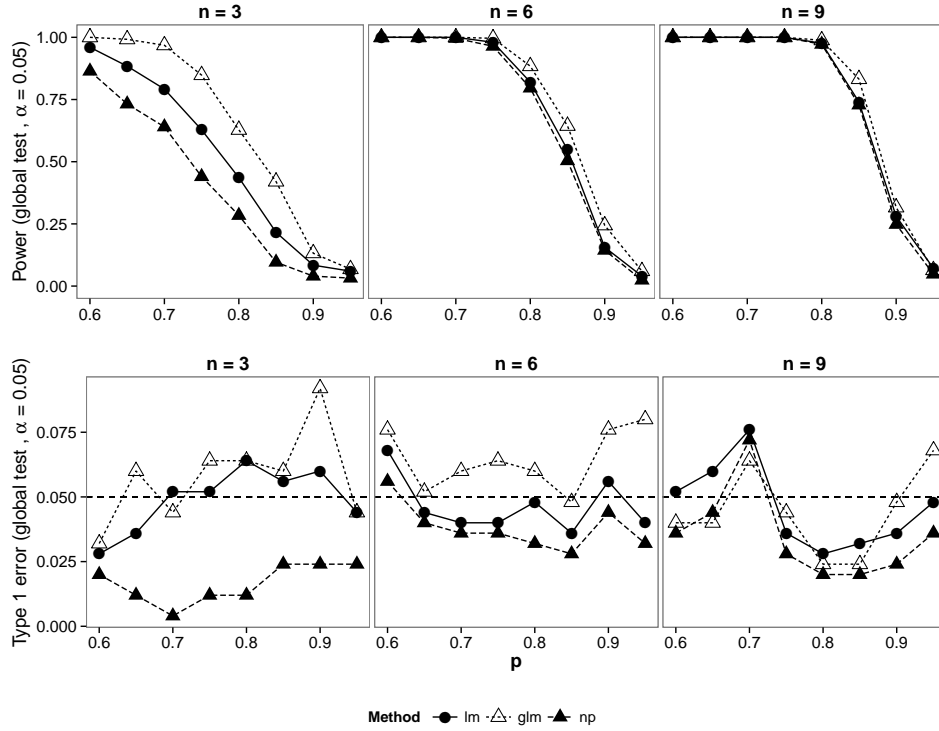 n = 3
n = 6
n = 9
Power (global test , α = 0.05)
1.00
0.75
0.50
0.25
0.00
0.6 0.7 0.8 0.9
0.6 0.7 0.8 0.9
0.6 0.7 0.8 0.9
n = 3
n = 6
n = 9
Type 1 error (global test , α = 0.05)
0.075
0.050
0.025
0.000
0.6 0.7 0.8 0.9
0.6 0.7 0.8 0.9
0.6 0.7 0.8 0.9
p
Method lm glm np